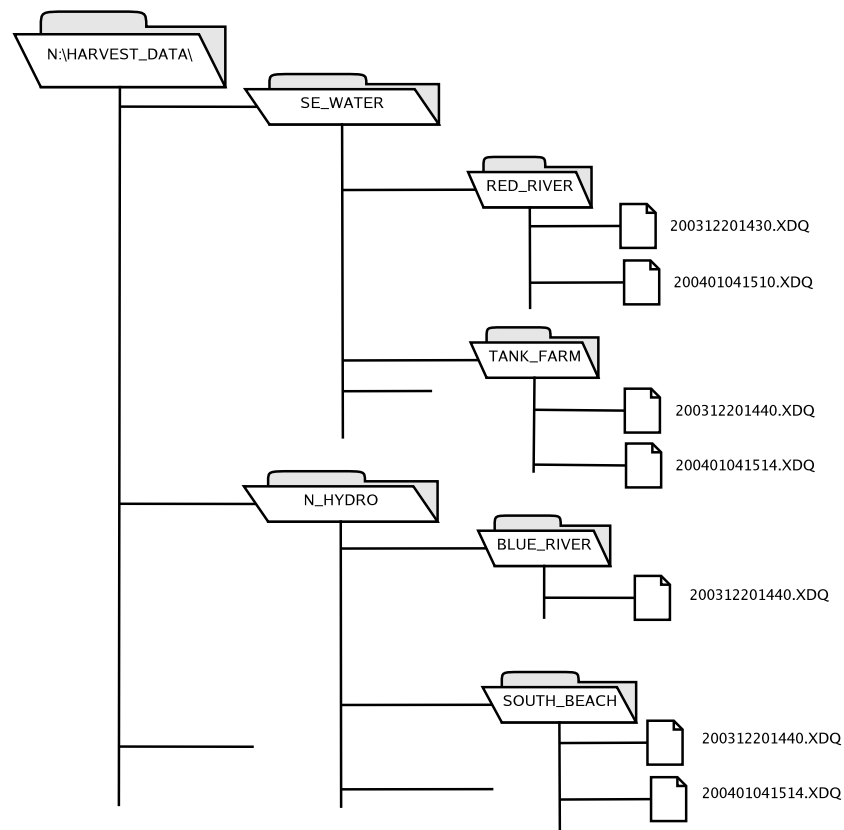 N:\HARVEST_DATA\
SE_WATER
RED_RIVER
200312201430.XDQ
200401041510.XDQ
TANK_FARM
200312201440.XDQ
200401041514.XDQ
N_HYDRO
BLUE_RIVER
200312201440.XDQ
SOUTH_BEACH
200312201440.XDQ
200401041514.XDQ